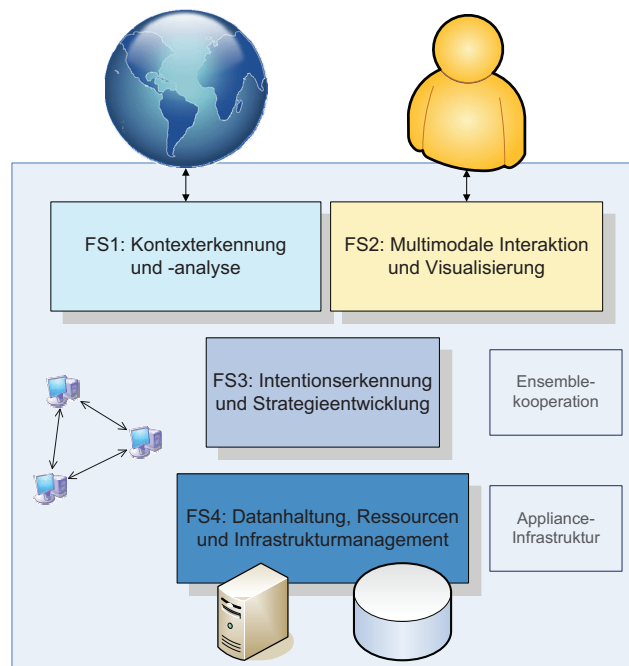 FS1: Kontexterkennung
und -analyse
FS2: Multimodale Interaktion
und Visualisierung
FS3: Intentionserkennung
und Strategieentwicklung
Ensemble-
kooperation
FS4: Datanhaltung, Ressourcen
und Infrastrukturmanagement
Appliance-
Infrastruktur